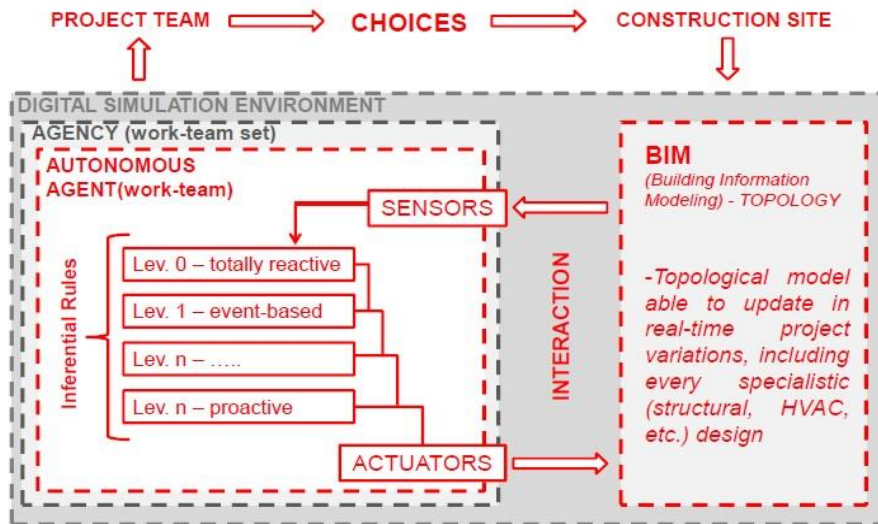 PROJECT TEAM
CHOICES
CONSTRUCTION SITE
DIGITAL SIMULATION ENVIRONMENT
AGENCY (work-team set)
AUTONOMOUS
AGENT(work-team)
SENSORS
Inferential Rules
Lev. 0 – totally reactive
Lev. 1 – event-based
Lev. n – …..
Lev. n – proactive
ACTUATORS
INTERACTION
BIM
(Building Information
Modeling) - TOPOLOGY
-Topological model
able to update in
real-time project
variations, including
every specialistic
(structural, HVAC,
etc.) design